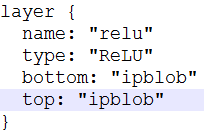 layer {
  name: "relu"
  type: "ReLU"
  bottom: "ipblob"
  top: "ipblob"
}